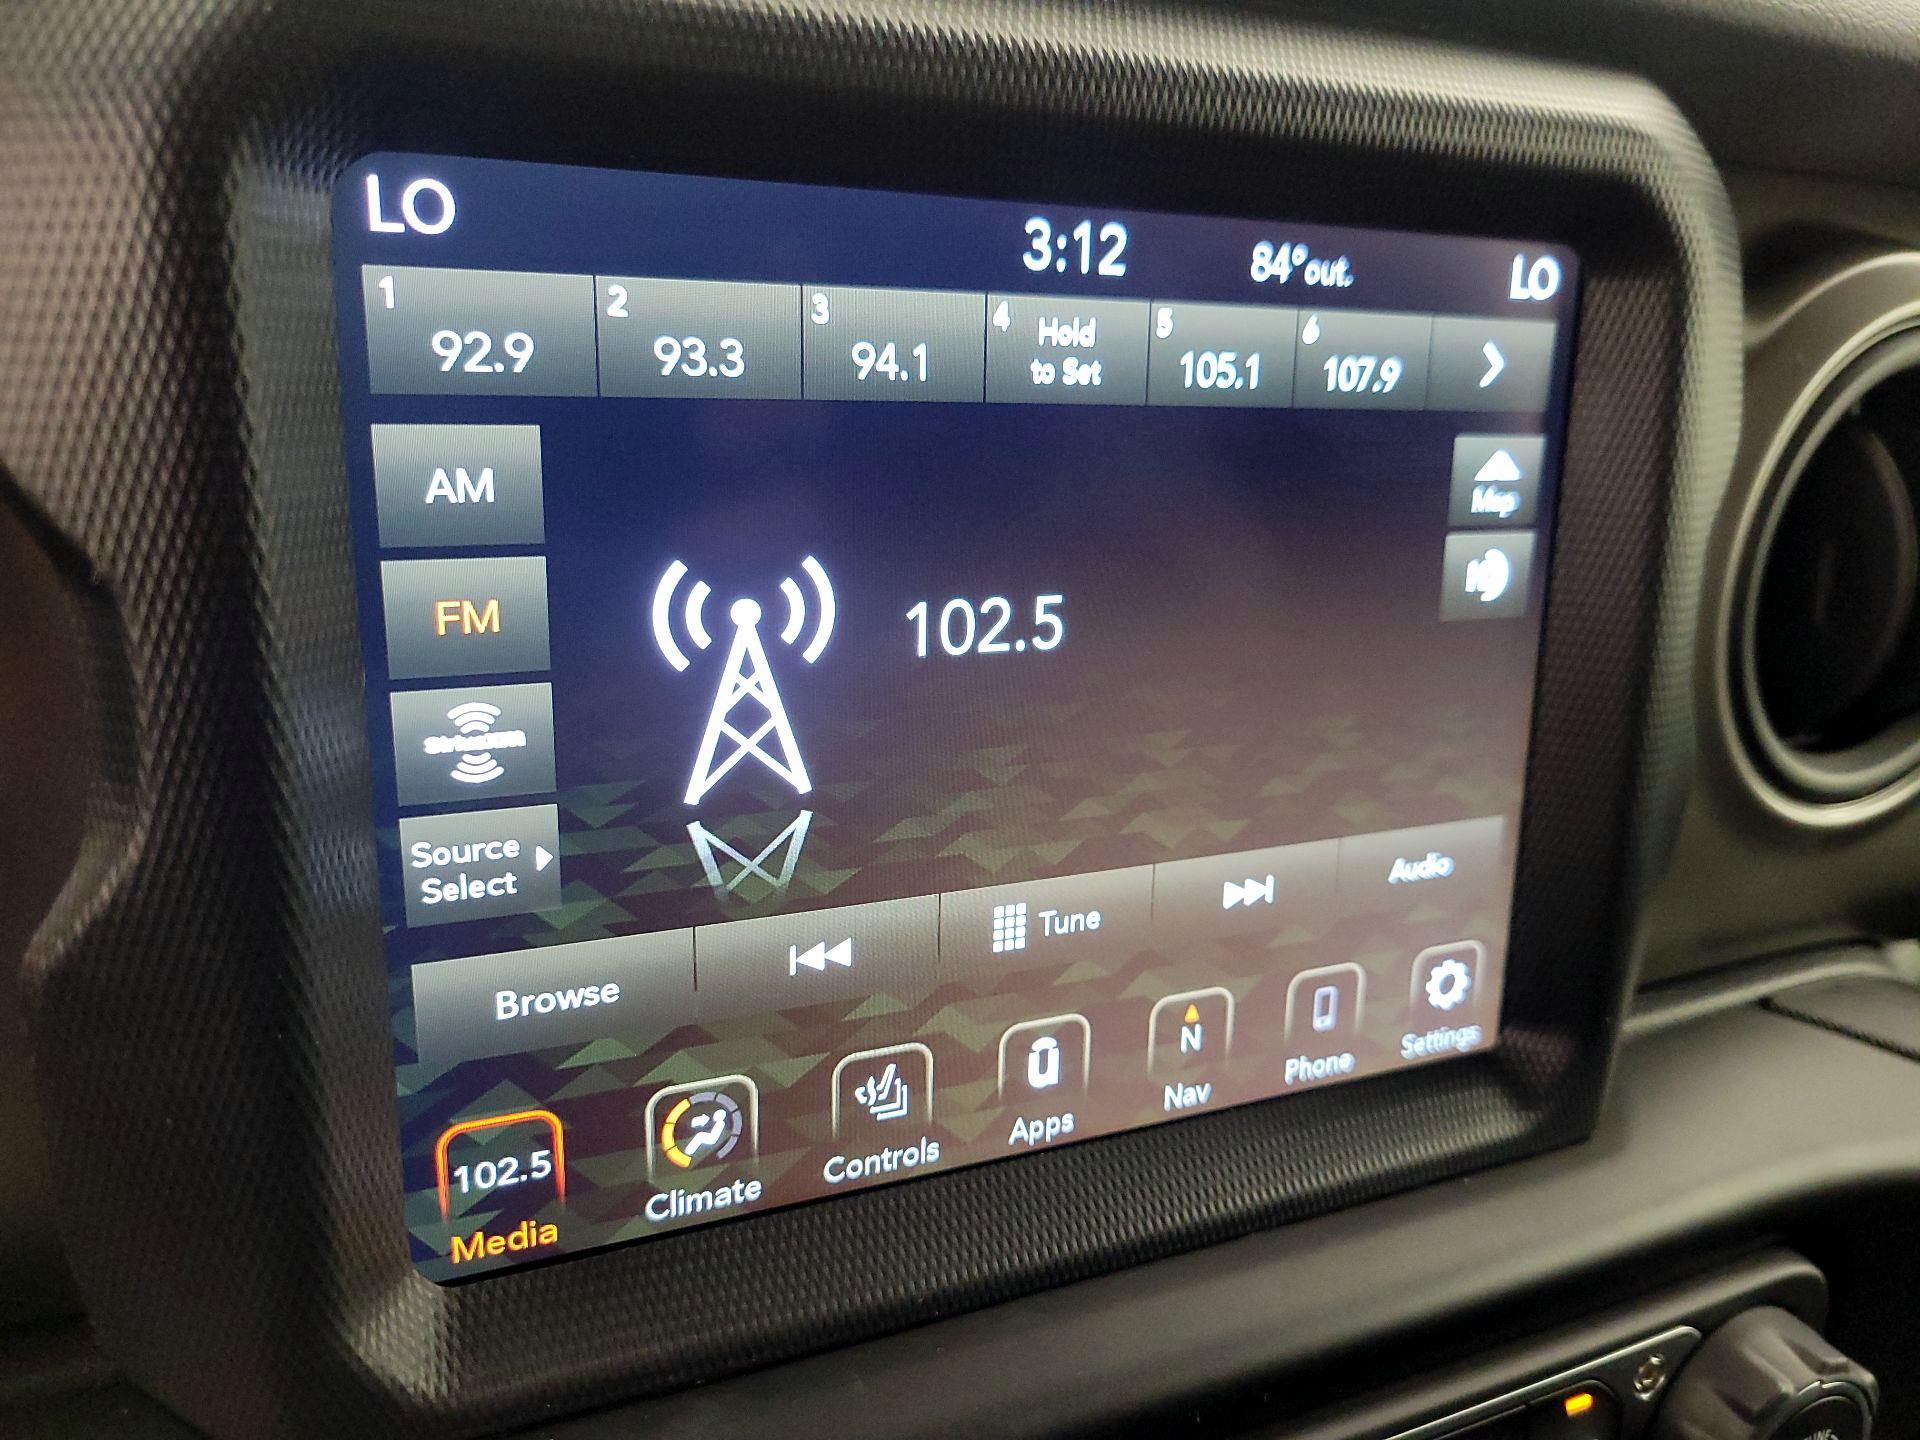 LO
3:12
84° out.
LO
1
92.9
2
93.3
3
94.1
4
Hold
to Set
5
105.1
6
107.9
AM
Map
FM
102.5
SiriusXM
Source
Select
Browse
Tune
Audio
102.5
Media
Climate
Controls
Apps
N
Nav
Phone
Settings